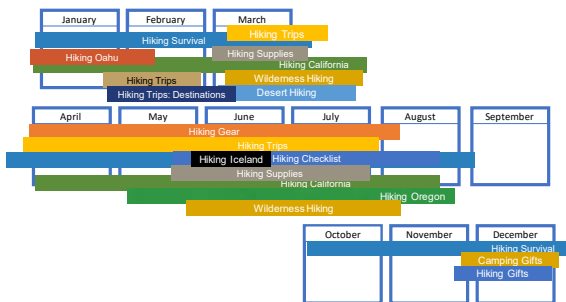 January February March
Hiking Trips
Hiking Survival
Hiking Supplies
Hiking Oahu
Hiking California
Hiking Trips
Wilderness Hiking
Hiking Trips: Destinations
Desert Hiking
April May June July August September
Hiking Gear
Hiking Trips
Hiking Iceland Hiking Checklist
Hiking Supplies
Hiking California
Hiking Oregon
Wilderness Hiking
October November December
Hiking Survival
Camping Gifts
Hiking Gifts